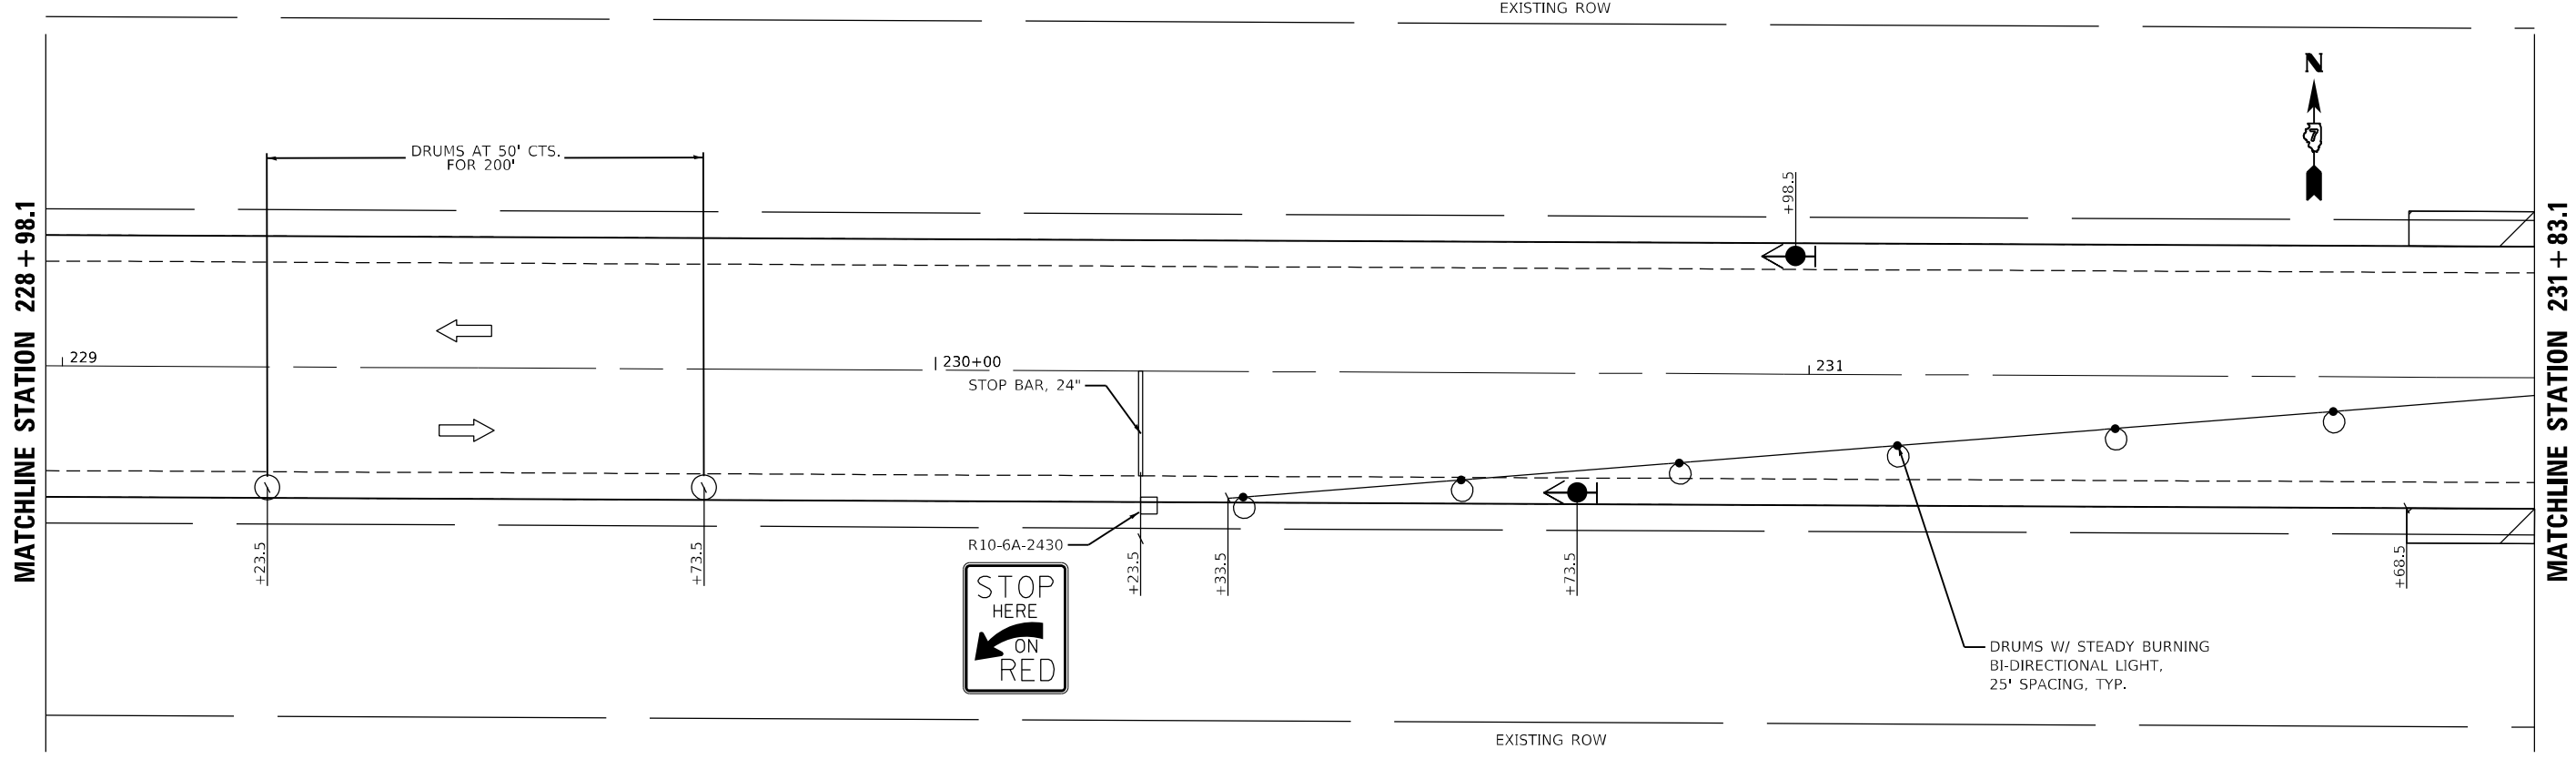 EXISTING ROW
N
7
DRUMS AT 50' CTS.
FOR 200'
+98.5
MATCHLINE STATION 228+98.1
MATCHLINE STATION 231+83.1
229
230+00
231
STOP BAR, 24"
R10-6A-2430
+23.5
+73.5
+23.5
+33.5
+73.5
+68.5
STOP
HERE
ON
RED
DRUMS W/ STEADY BURNING
BI-DIRECTIONAL LIGHT,
25' SPACING, TYP.
EXISTING ROW